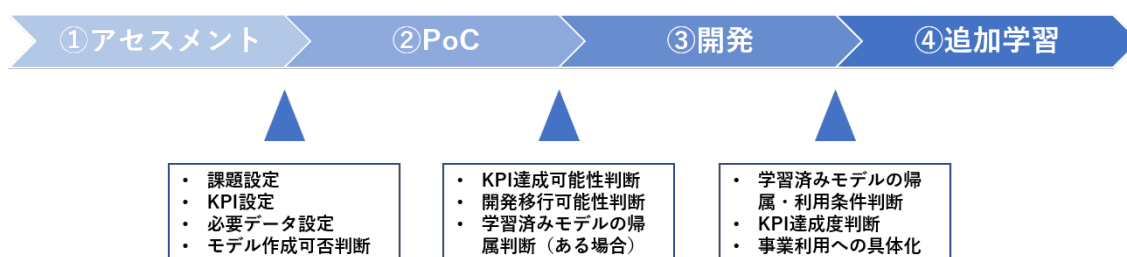 ①アセスメント
②PoC
③開発
④追加学習
・ 課題設定
・ KPI設定
・ 必要データ設定
・ モデル作成可否判断
・ KPI達成可能性判断
・ 開発移行可能性判断
・ 学習済みモデルの帰
属判断（ある場合）
・ 学習済みモデルの帰
属・利用条件判断
・ KPI達成度判断
・ 事業利用への具体化